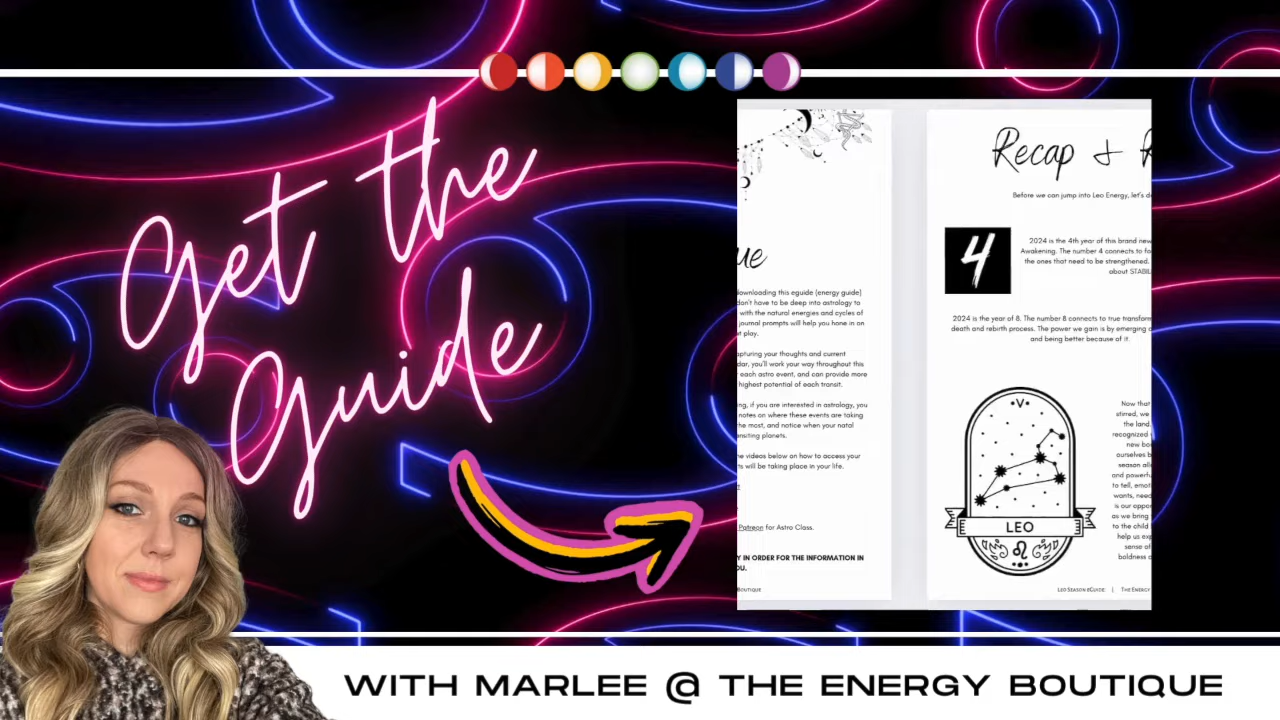 Get the
Guide
ue
downloading this eguide (energy guide)
don't have to be deep into astrology to
with the natural energies and cycles of
journal prompts will help you hone in on
at play.
apturing your thoughts and current
dar, you'll work your way throughout this
each astro event, and can provide more
highest potential of each transit.
ng, if you are interested in astrology, you
notes on where these events are taking
the most, and notice when your natal
ansiting planets.
he videos below on how to access your
ts will be taking place in your life.
Patreon for Astro Class.
Y IN ORDER FOR THE INFORMATION IN
OU.
BOUTIQUE
Recap &
Before we can jump into Leo Energy, let's d
4
2024 is the 4th year of this brand new
Awakening. The number 4 connects to fo
the ones that need to be strengthened.
about STABIL
2024 is the year of 8. The number 8 connects to true transform
death and rebirth process. The power we gain is by emerging o
and being better because of it.
V
LEO
Now that
stirred, we
the land.
recognized
new bo
ourselves b
season all
and powerfu
to tell, emot
wants, need
is our oppo
as we bring
to the child
help us exp
sense of
boldness o
LEO SEASON EGUIDE | THE ENERGY
WITH MARLEE @ THE ENERGY BOUTIQUE